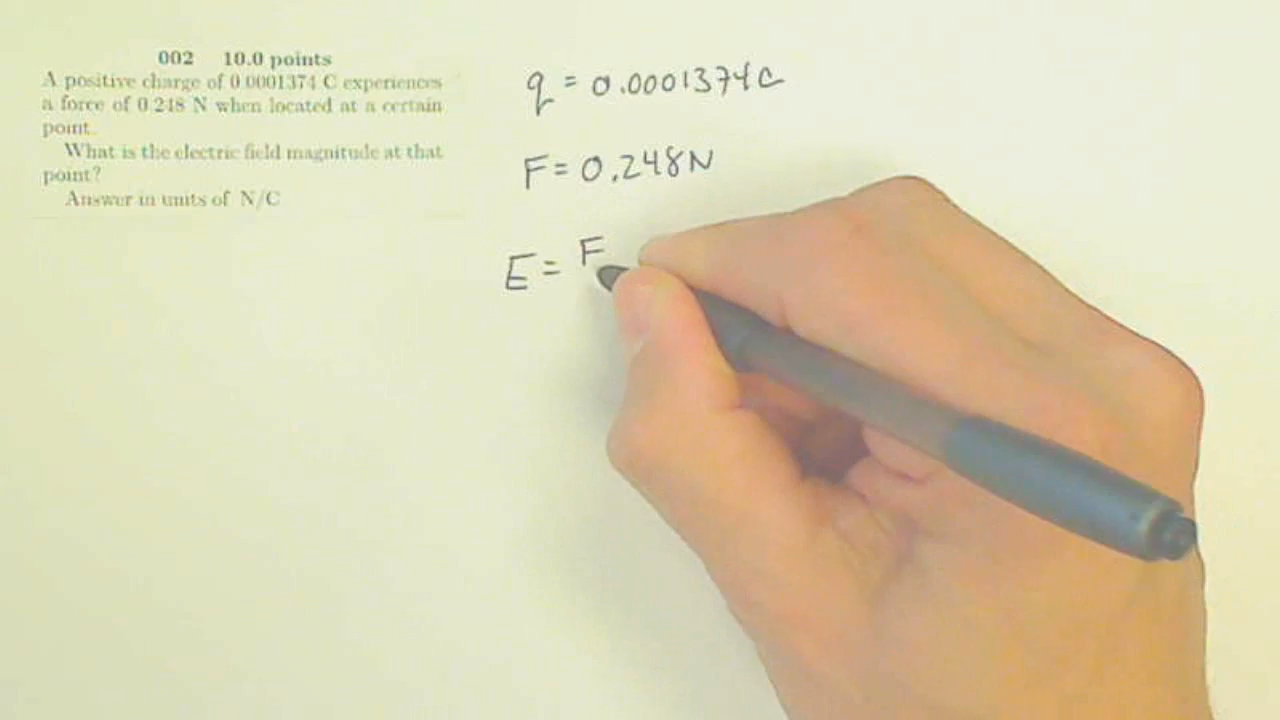 002 10.0 points
A positive charge of 0.0001374 C experiences
a force of 0.248 N when located at a certain
point.
What is the electric field magnitude at that
point?
Answer in units of N/C
q = 0.0001374C
F = 0.248N
E = F